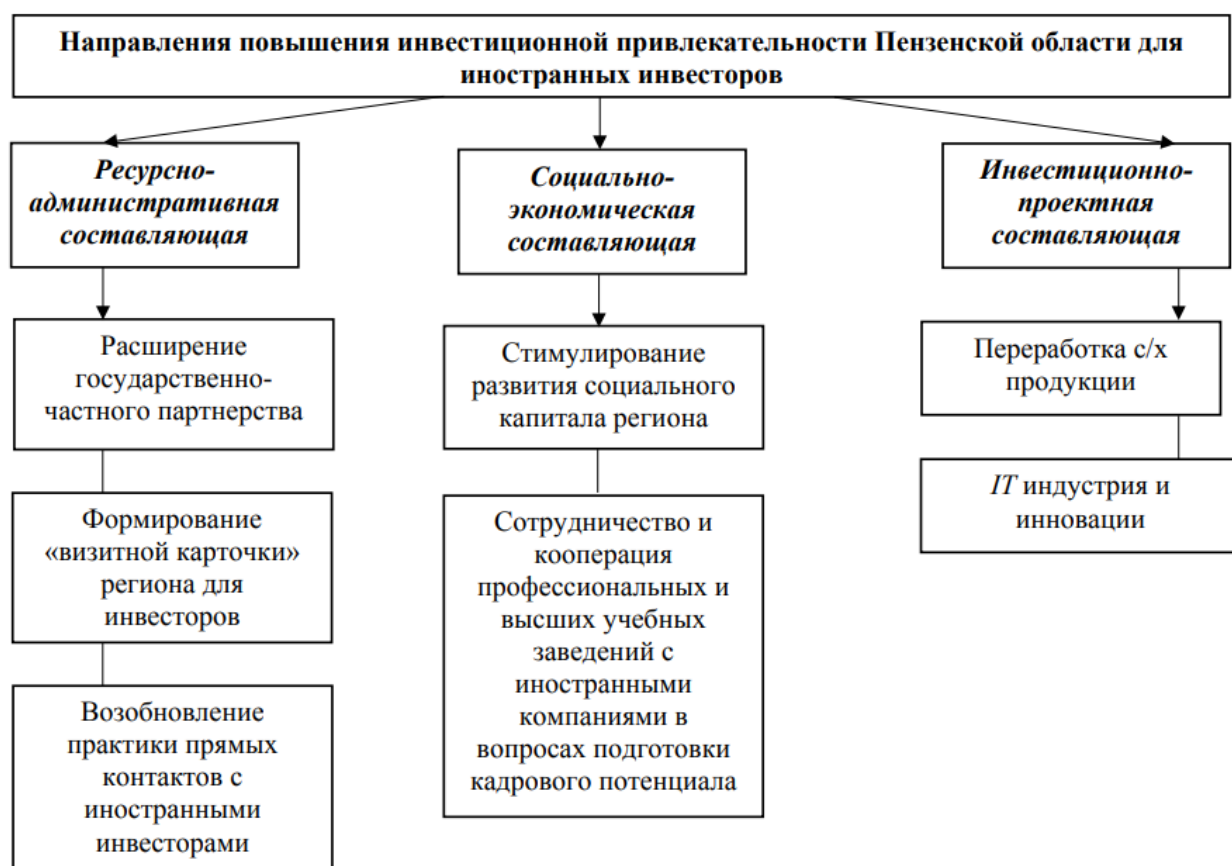 Направления повышения инвестиционной привлекательности Пензенской области для
иностранных инвесторов
Ресурсно-
административная
составляющая
Расширение
государственно-
частного партнерства
Формирование
«визитной карточки»
региона для
инвесторов
Возобновление
практики прямых
контактов с
иностранными
инвесторами
Социально-
экономическая
составляющая
Стимулирование
развития социального
капитала региона
Сотрудничество и
кооперация
профессиональных и
высших учебных
заведений с
иностранными
компаниями в
вопросах подготовки
кадрового потенциала
Инвестиционно-
проектная
составляющая
Переработка с/х
продукции
IT индустрия и
инновации